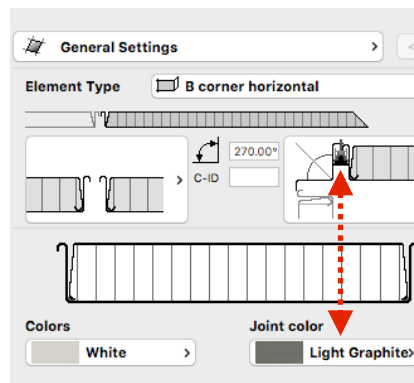 General Settings
Element Type B corner horizontal
270.00°
C-ID
Colors Joint color
White Light Graphite